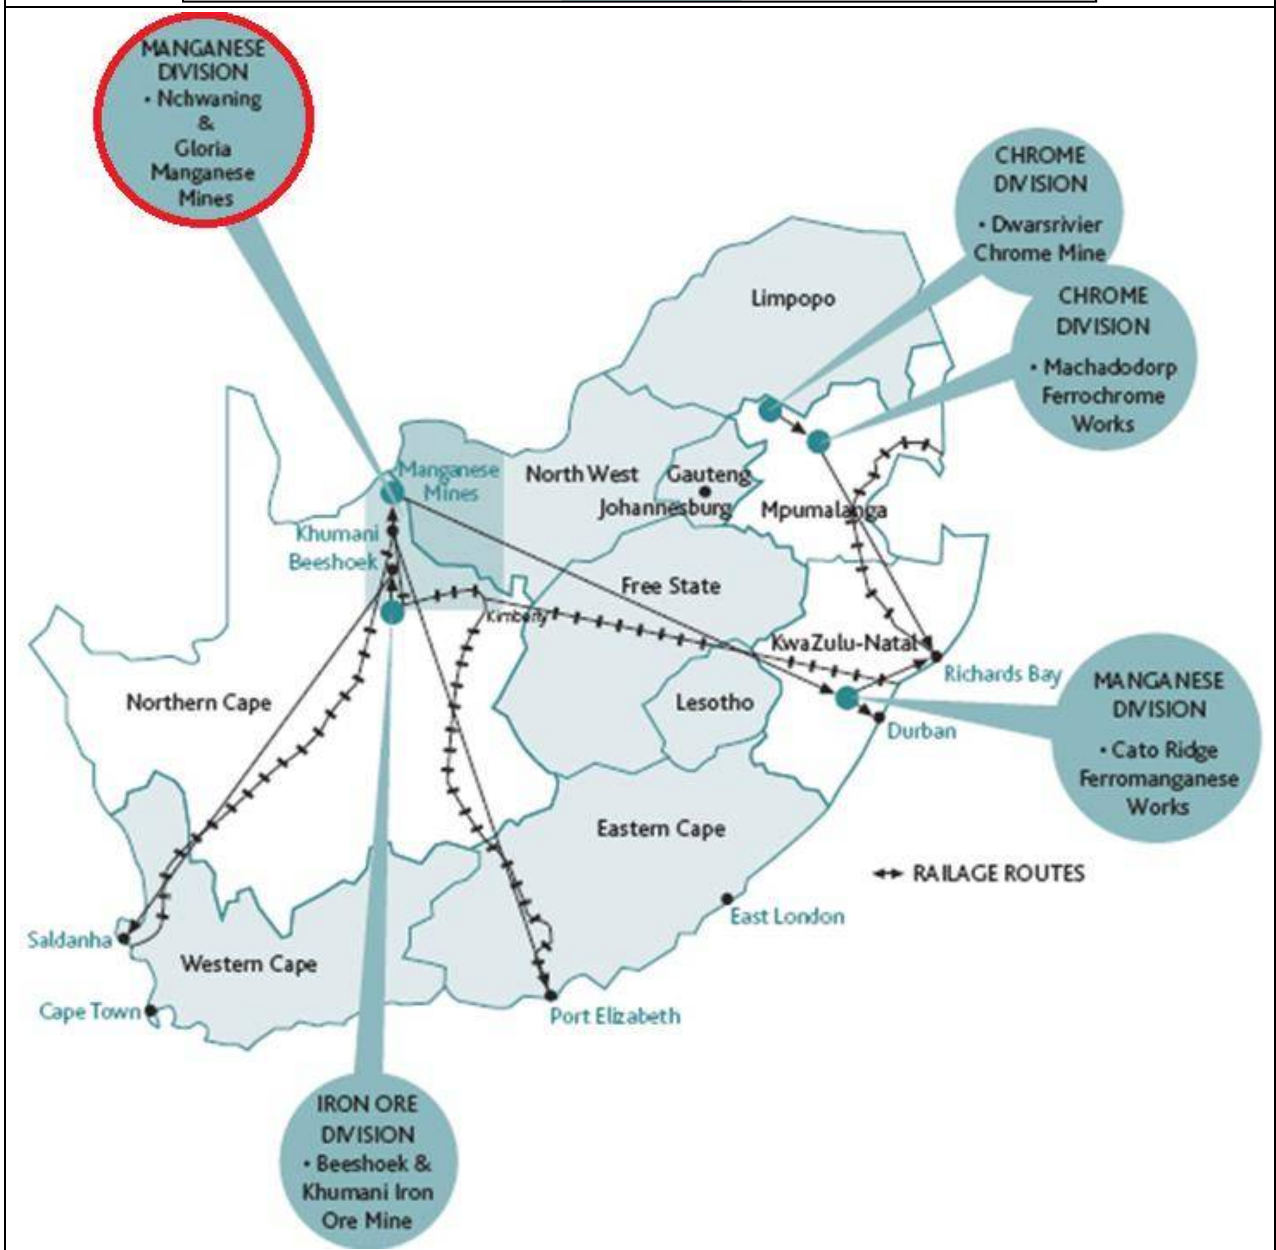 MANGANESE
DIVISION
• Nchwaning
&
Gloria
Manganese
Mines
CHROME
DIVISION
• Dwarsrivier
Chrome Mine
CHROME
DIVISION
• Machadodorp
Ferrochrome
Works
Limpopo
Manganese
Mines
North West
Gauteng
Johannesburg
Mpumalanga
Khumani
Beeshoek
Free State
Kimberly
KwaZulu-Natal
Richards Bay
Northern Cape
Lesotho
Durban
MANGANESE
DIVISION
• Cato Ridge
Ferromanganese
Works
Eastern Cape
RAILAGE ROUTES
East London
Saldanha
Western Cape
Cape Town
Port Elizabeth
IRON ORE
DIVISION
• Beeshoek &
Khumani Iron
Ore Mine